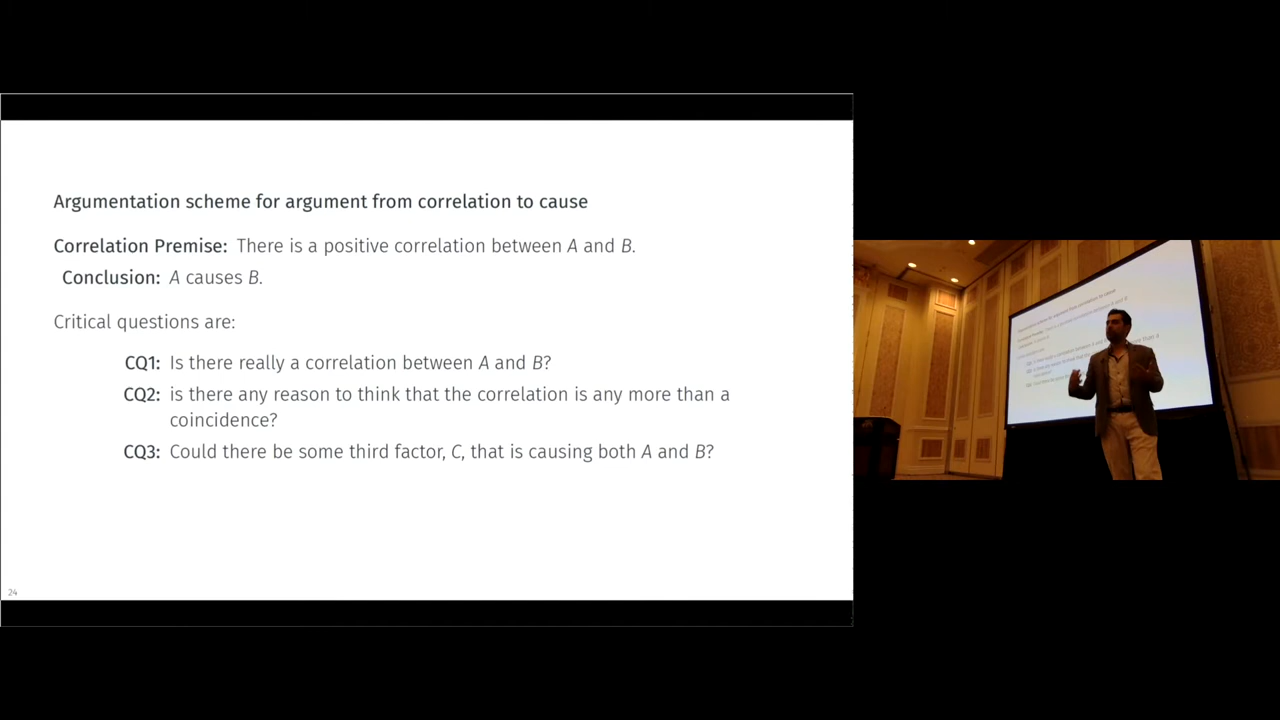 Argumentation scheme for argument from correlation to cause
Correlation Premise: There is a positive correlation between A and B.
Conclusion: A causes B.
Critical questions are:
CQ1: Is there really a correlation between A and B?
CQ2: is there any reason to think that the correlation is any more than a
coincidence?
CQ3: Could there be some third factor, C, that is causing both A and B?
24